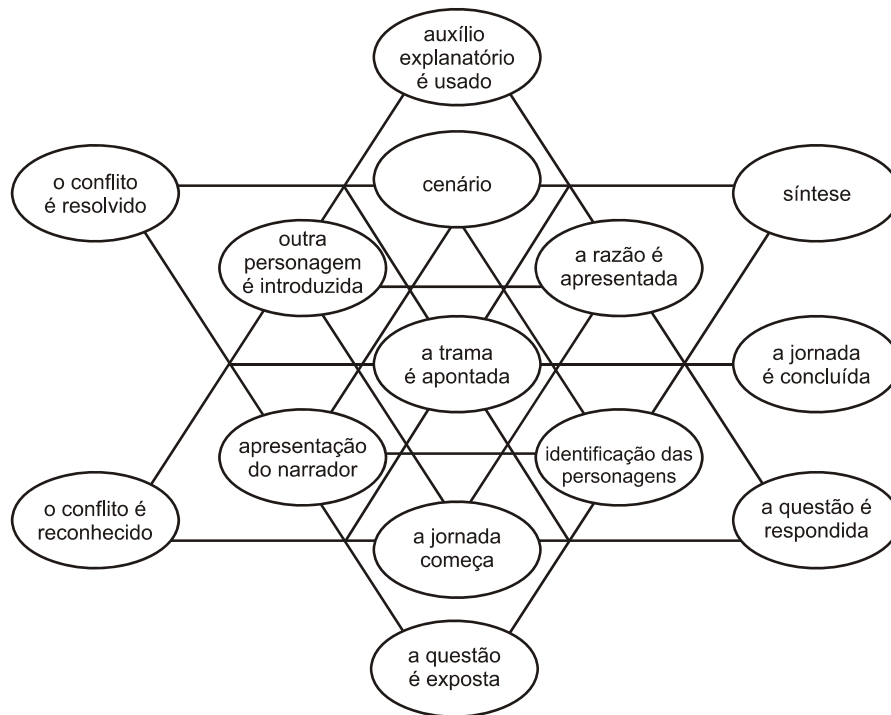 auxílio
explanatório
é usado
o conflito
é resolvido
cenário
síntese
outra
personagem
é introduzida
a razão é
apresentada
a trama
é apontada
a jornada
é concluída
apresentação
do narrador
identificação das
personagens
o conflito é
reconhecido
a jornada
começa
a questão é
respondida
a questão
é exposta